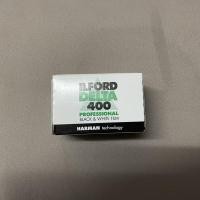 ILFORD
DELTA
400
PROFESSIONAL
BLACK & WHITE FILM
HARMAN technology